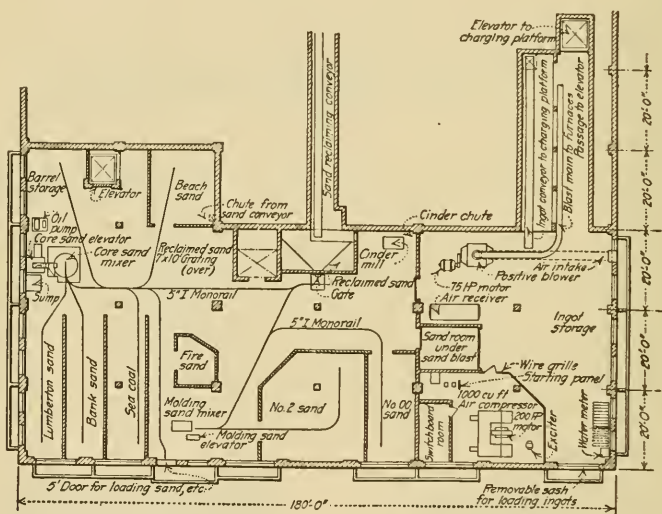 Elevator to
charging platform
Sand reclaiming conveyor
Ingot conveyor to charging platform
Blast main to furnaces
Passage to elevator
20'-0"
20'-0"
20'-0"
20'-0"
20'-0"
Barrel
storage
Elevator
Beach
sand
Chute from
sand conveyor
Cinder chute
Oil
pump
Core sand elevator
Core sand
mixer
Reclaimed sand
7'x10' Grating
(over)
Cinder
mill
Air intake
Positive blower
Sump
5" I Monorail
Reclaimed sand
Gate
75 HP motor
Air receiver
5" I Monorail
Ingot
storage
Lumberton sand
Bank sand
Sea coal
Fire
sand
Sand room
under
sand blast
Wire grille
Starting panel
Molding sand mixer
No.2 sand
No 00
sand
1000 cu ft
Air compressor
200 HP
motor
Molding sand
elevator
Switchboard
room
Exciter
Water meter
5' Door for loading sand, etc.
Removable sash
for loading ingots
180'-0"